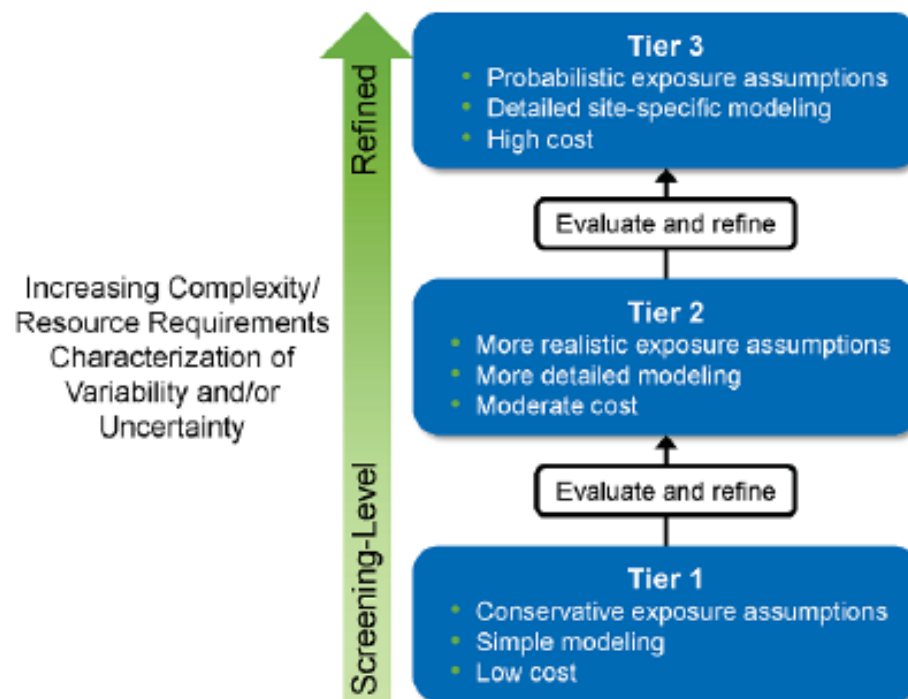 Tier 3
Probabilistic exposure assumptions
Detailed site-specific modeling
High cost
Evaluate and refine
Tier 2
More realistic exposure assumptions
More detailed modeling
Moderate cost
Evaluate and refine
Tier 1
Conservative exposure assumptions
Simple modeling
Low cost
Refined
Screening-Level
Increasing Complexity/
Resource Requirements
Characterization of
Variability and/or
Uncertainty